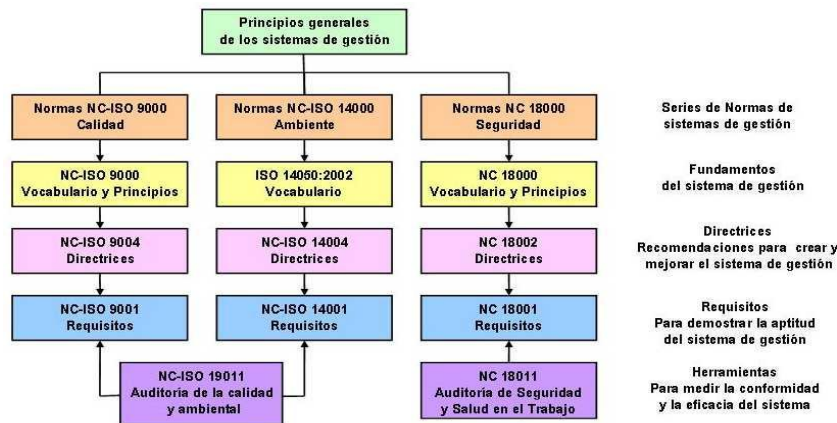 Principios generales
de los sistemas de gestión
Normas NC-ISO 9000
Calidad
Normas NC-ISO 14000
Ambiente
Normas NC 18000
Seguridad
Series de Normas de
sistemas de gestión
NC-ISO 9000
Vocabulario y Principios
ISO 14050:2002
Vocabulario
NC 18000
Vocabulario y Principios
Fundamentos
del sistema de gestión
NC-ISO 9004
Directrices
NC-ISO 14004
Directrices
NC 18002
Directrices
Directrices
Recomendaciones para crear y
mejorar el sistema de gestión
NC-ISO 9001
Requisitos
NC-ISO 14001
Requisitos
NC 18001
Requisitos
Requisitos
Para demostrar la aptitud
del sistema de gestión
NC-ISO 19011
Auditoría de la calidad
y ambiental
NC 18011
Auditoría de Seguridad
y Salud en el Trabajo
Herramientas
Para medir la conformidad
y la eficacia del sistema